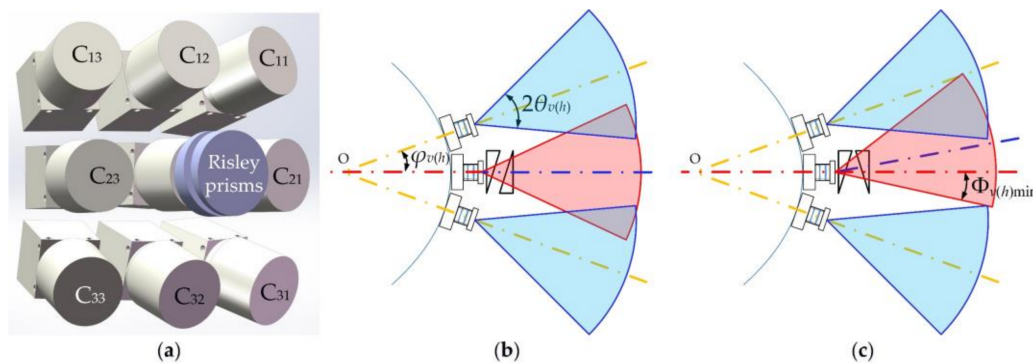 C13
C12
C11
C23
Risley
prisms
C21
C33
C32
C31
(a)
O
φv(h)
2θv(h)
(b)
O
Φv(h)min
(c)